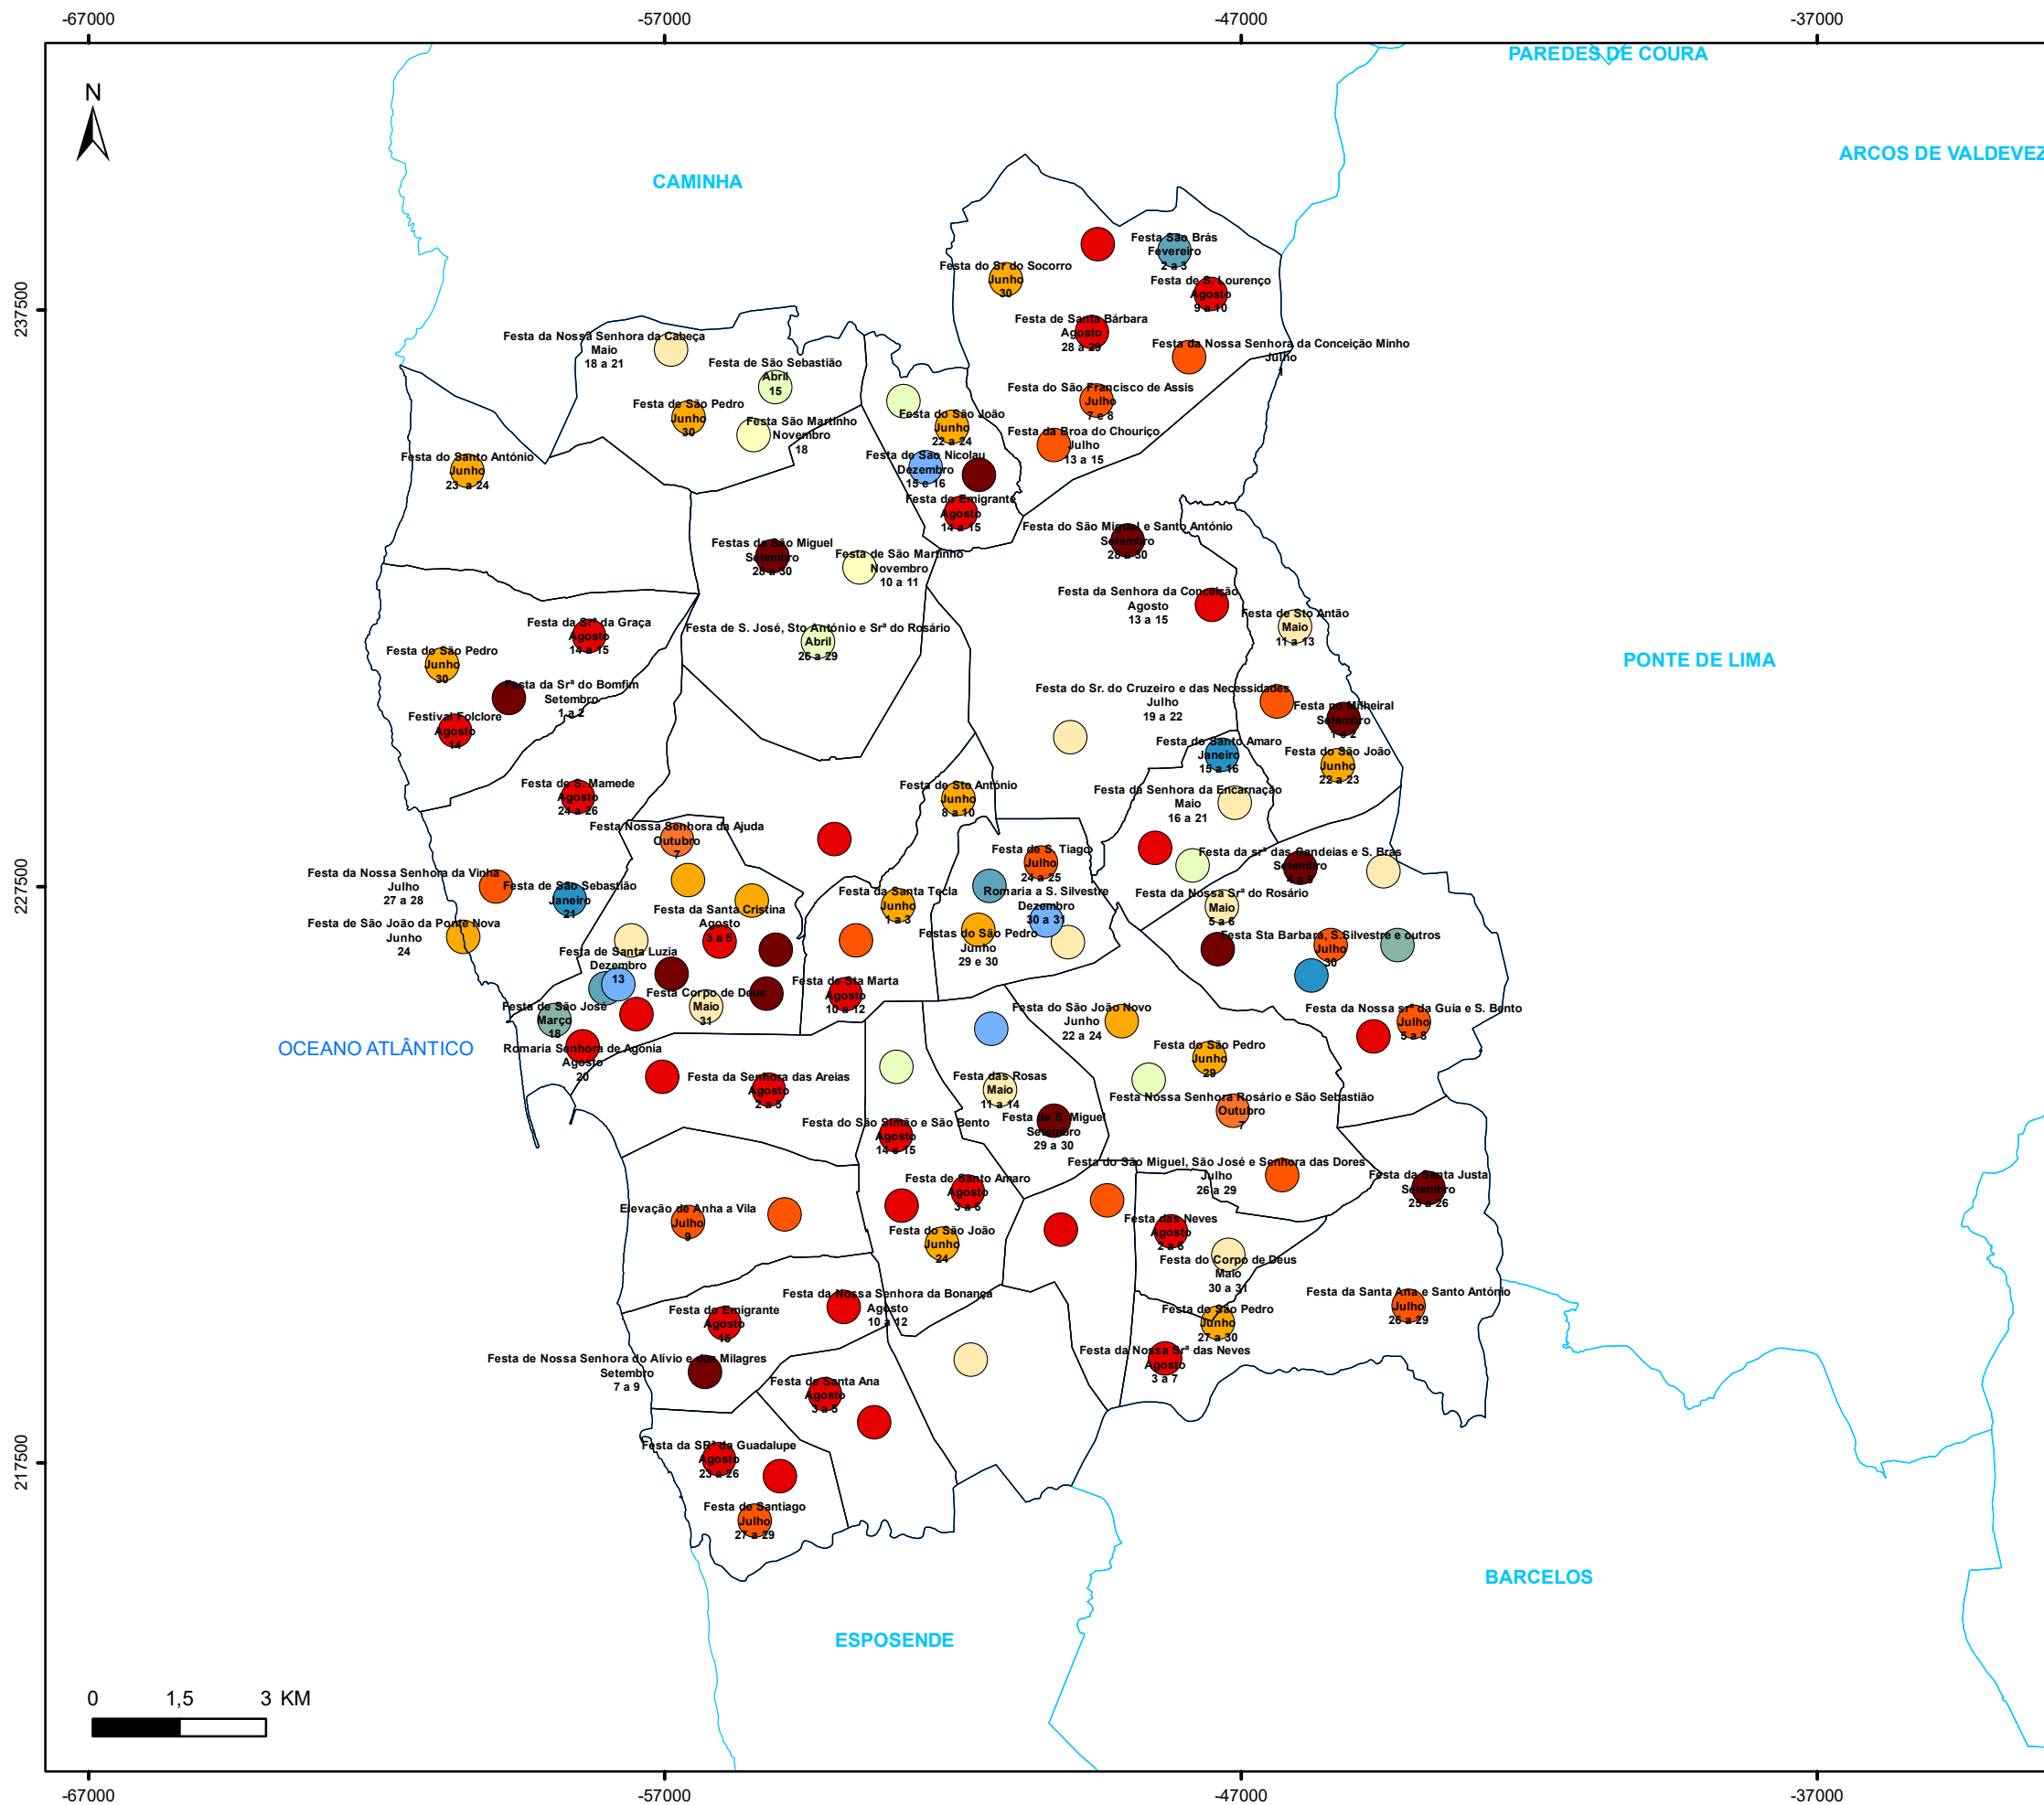 -67000
-57000
-47000
-37000
PAREDES DE COURA
N
ARCOS DE VALDEVEZ
CAMINHA
237500
Festa São Brás
Fevereiro
2 a 3
Festa do Sr do Socorro
Junho
30
Festa de S. Lourenço
Agosto
9 a 10
Festa de Santa Bárbara
Agosto
28 a 29
Festa da Nossa Senhora da Conceição Minho
Julho
1
Festa da Nossa Senhora da Cabeça
Maio
18 a 21
Festa de São Sebastião
Abril
15
Festa do São Francisco de Assis
Julho
7 e 8
Festa de São Pedro
Junho
30
Festa São Martinho
Novembro
18
Festa do São João
Junho
22 a 24
Festa da Broa do Chouriço
Julho
13 a 15
Festa do Santo António
Junho
23 a 24
Festa de São Nicolau
Dezembro
15 e 16
Festa do Emigrante
Agosto
14 a 15
Festa do São Miguel e Santo António
Setembro
28 a 30
Festas de São Miguel
Setembro
28 a 30
Festa de São Martinho
Novembro
10 a 11
Festa da Senhora da Conceição
Agosto
13 a 15
Festa de Sto Antão
Maio
11 a 13
Festa da Srª da Graça
Agosto
14 a 15
Festa de S. José, Sto António e Srª do Rosário
Abril
26 a 29
Festa do São Pedro
Junho
30
PONTE DE LIMA
Festa da Srª do Bomfim
Setembro
1 a 2
Festa do Sr. do Cruzeiro e das Necessidades
Julho
19 a 22
Festival Folclore
Agosto
14
Festa no Milheiral
Setembro
1 e 2
Festa do Santo Amaro
Janeiro
15 a 16
Festa do São João
Junho
22 a 23
Festa de S. Mamede
Agosto
24 a 26
Festa de Sto António
Junho
8 a 10
Festa da Senhora da Encarnação
Maio
16 a 21
Festa Nossa Senhora da Ajuda
Outubro
7
Festa de S. Tiago
Julho
24 a 25
Festa da srª das Candeias e S. Brás
Setembro
4 a 5
227500
Festa da Nossa Senhora da Vinha
Julho
27 a 28
Festa de São Sebastião
Janeiro
21
Festa da Santa Tecla
Junho
1 a 3
Romaria a S. Silvestre
Dezembro
30 a 31
Festa da Nossa Srª do Rosário
Maio
5 a 6
Festa de São João da Ponte Nova
Junho
24
Festa da Santa Cristina
Agosto
3 a 5
Festas do São Pedro
Junho
29 e 30
Festa Sta Barbara, S.Silvestre e outros
Julho
30
Festa de Santa Luzia
Dezembro
13
Festa de Sta Marta
Agosto
10 a 12
Festa Corpo de Deus
Maio
31
Festa de São José
Março
18
Festa do São João Novo
Junho
22 a 24
Festa da Nossa srª da Guia e S. Bento
Julho
5 a 8
OCEANO ATLÂNTICO
Romaria Senhora de Agonia
Agosto
20
Festa do São Pedro
Junho
29
Festa da Senhora das Areias
Agosto
2 a 5
Festa das Rosas
Maio
11 a 14
Festa Nossa Senhora Rosário e São Sebastião
Outubro
7
Festa do São Simão e São Bento
Agosto
14 e 15
Festa de S. Miguel
Setembro
29 a 30
Festa do São Miguel, São José e Senhora das Dores
Julho
26 a 29
Festa de Santo Amaro
Agosto
3 a 6
Festa da Santa Justa
Setembro
25 a 26
Elevação de Anha a Vila
Julho
9
Festa do São João
Junho
24
Festa das Neves
Agosto
2 a 6
Festa do Corpo de Deus
Maio
30 a 31
Festa da Nossa Senhora da Bonança
Agosto
10 a 12
Festa da Santa Ana e Santo António
Julho
26 a 29
Festa do Emigrante
Agosto
15
Festa do São Pedro
Junho
27 a 30
Festa de Nossa Senhora do Alívio e dos Milagres
Setembro
7 a 9
Festa da Nossa Srª das Neves
Agosto
3 a 7
Festa de Santa Ana
Agosto
3 a 5
217500
Festa da SRª da Guadalupe
Agosto
23 a 26
Festa de Santiago
Julho
27 a 29
BARCELOS
ESPOSENDE
0 1,5 3 KM
-67000
-57000
-47000
-37000